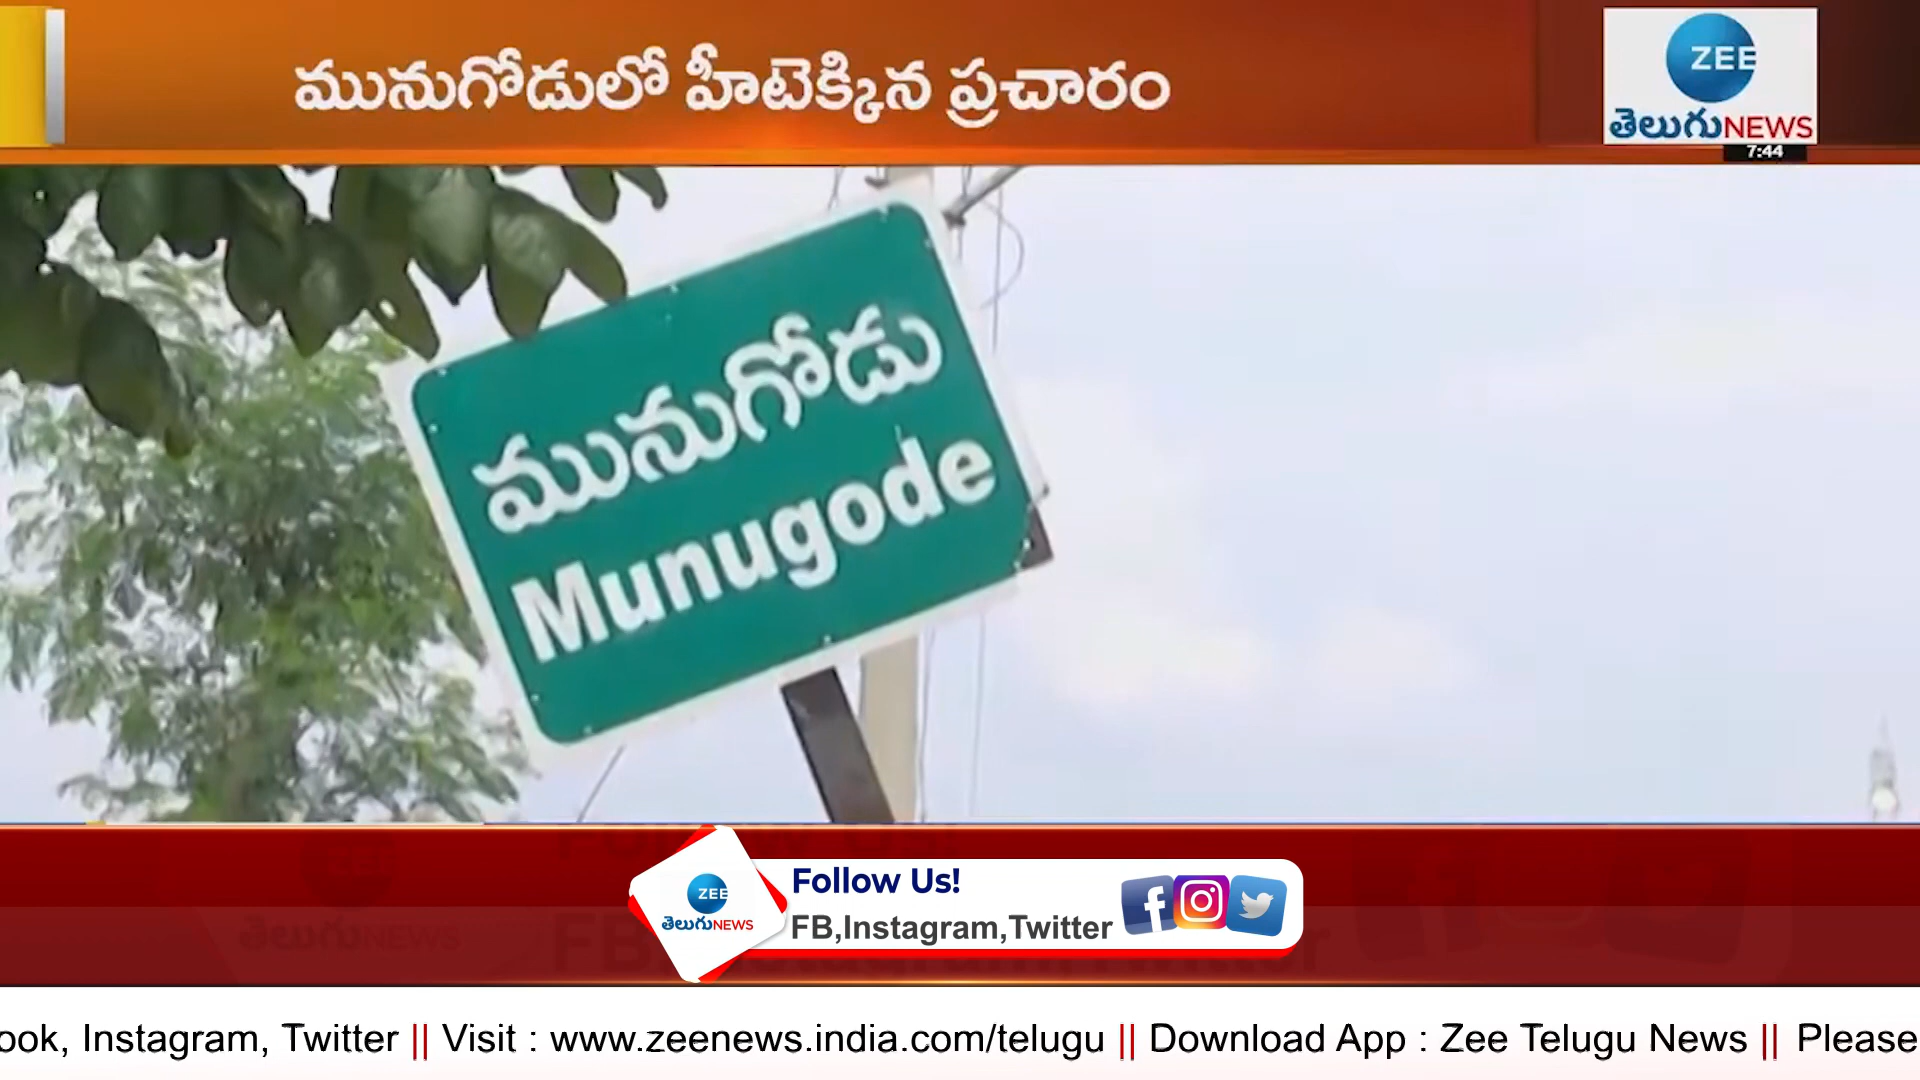 మునుగోడులో హీటెక్కిన ప్రచారం
ZEE
తెలుగు NEWS
7:44
మునుగోడు
Munugode
ZEE
తెలుగు NEWS
Follow Us!
FB,Instagram,Twitter
ook, Instagram, Twitter || Visit : www.zeenews.india.com/telugu || Download App : Zee Telugu News || Please